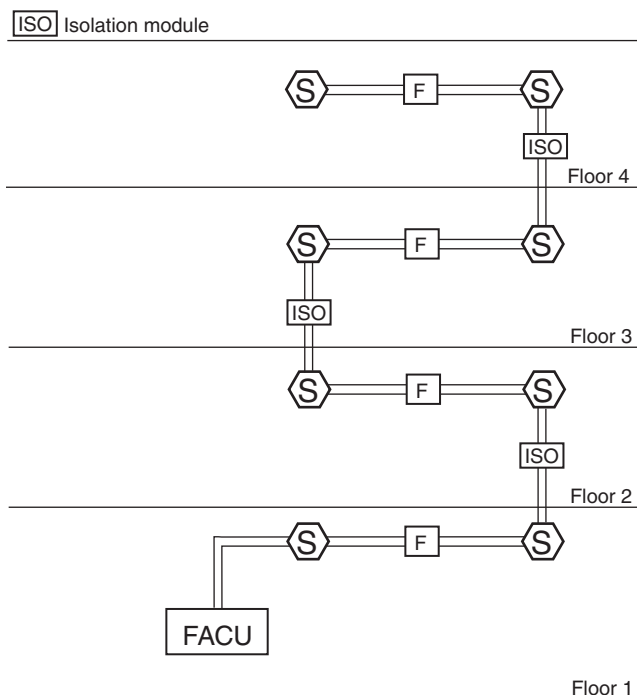 ISO Isolation module
S F S
ISO
Floor 4
S F S
ISO
Floor 3
S F S
ISO
Floor 2
S F S
FACU
Floor 1